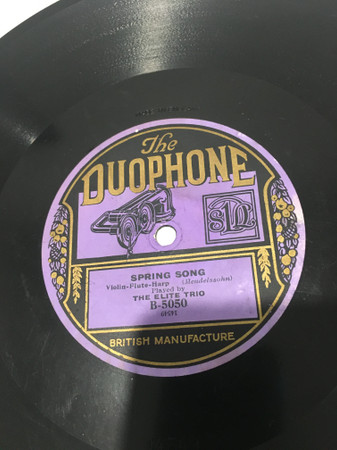 The
DUOPHONE
SPRING SONG
Violin-Flute-Harp (Mendelssohn)
Played by
THE ELITE TRIO
B-5050
BRITISH MANUFACTURE